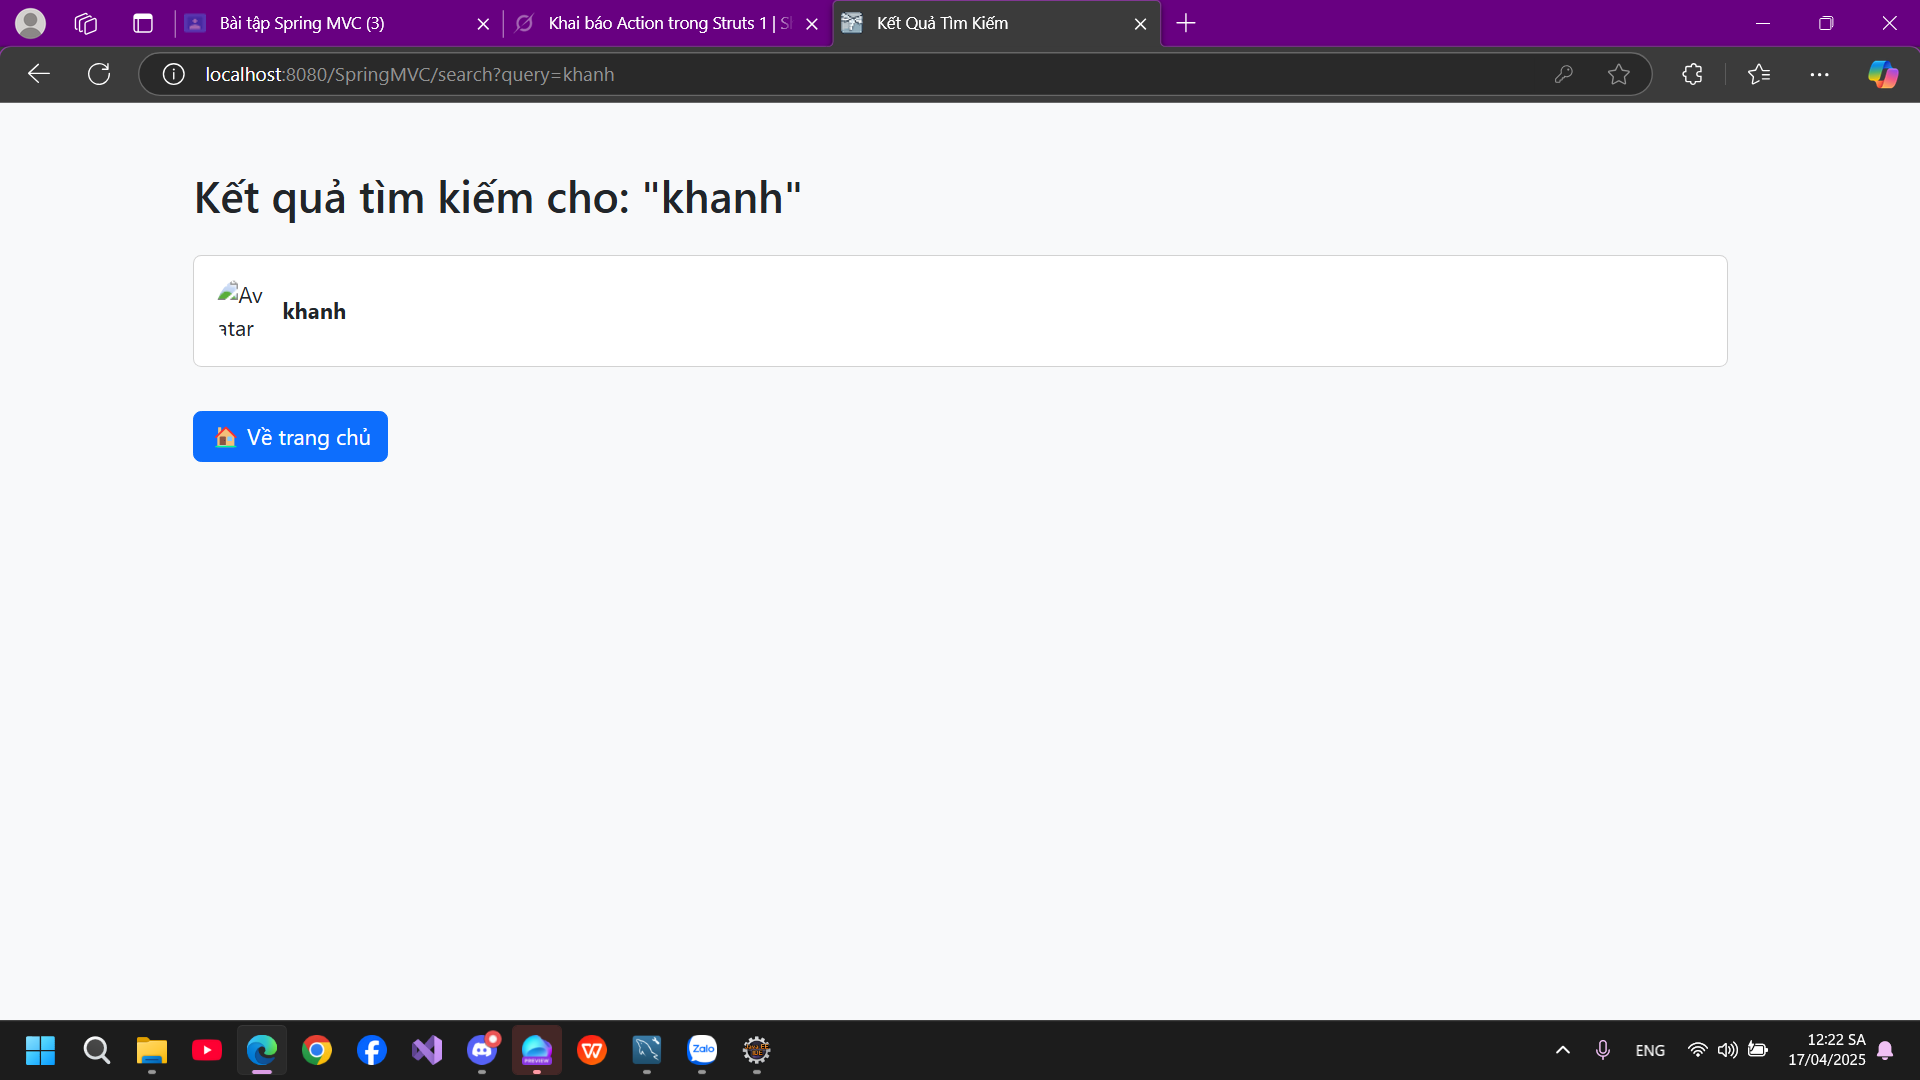 Bài tập Spring MVC (3)
Khai báo Action trong Struts 1 |
Kết Quả Tìm Kiếm
localhost:8080/SpringMVC/search?query=khanh
Kết quả tìm kiếm cho: "khanh"
Av
atar
khanh
Về trang chủ
PREVIEW
Zalo
ENG
12:22 SA
17/04/2025